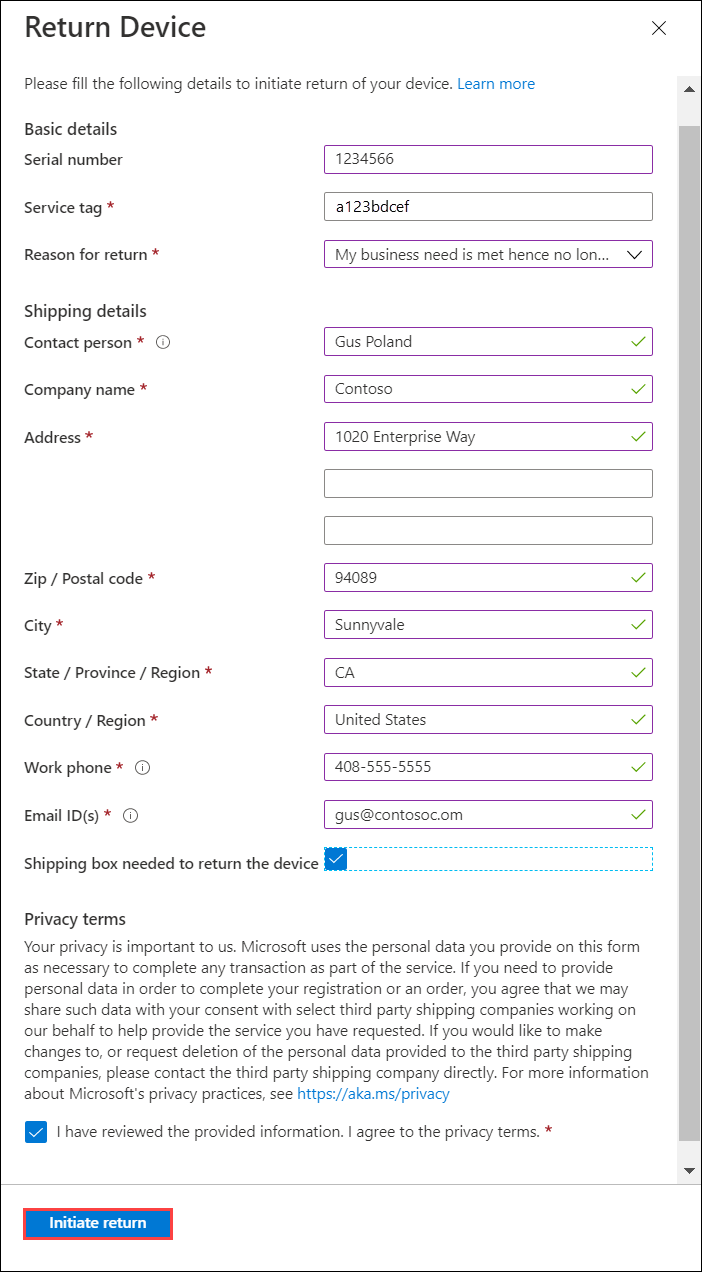 Return Device
Please fill the following details to initiate return of your device. Learn more
Basic details
Serial number 1234566
Service tag * a123bdcef
Reason for return * My business need is met hence no lon...
Shipping details
Contact person * Gus Poland
Company name * Contoso
Address * 1020 Enterprise Way
Zip / Postal code * 94089
City * Sunnyvale
State / Province / Region * CA
Country / Region * United States
Work phone * 408-555-5555
Email ID(s) * gus@contosoc.om
Shipping box needed to return the device
Privacy terms
Your privacy is important to us. Microsoft uses the personal data you provide on this form
as necessary to complete any transaction as part of the service. If you need to provide
personal data in order to complete your registration or an order, you agree that we may
share such data with your consent with select third party shipping companies working on
our behalf to help provide the service you have requested. If you would like to make
changes to, or request deletion of the personal data provided to the third party shipping
companies, please contact the third party shipping company directly. For more information
about Microsoft's privacy practices, see https://aka.ms/privacy
I have reviewed the provided information. I agree to the privacy terms. *
Initiate return